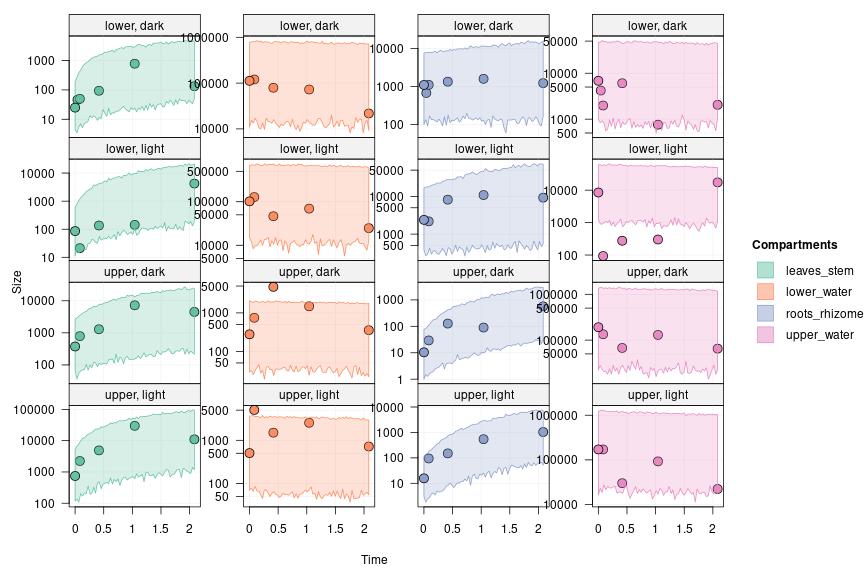 lower, dark lower, dark lower, dark lower, dark
1000 100 10
1000000 100000 10000
10000 1000 100
50000 10000 5000 1000 500
lower, light lower, light lower, light lower, light
10000 1000 100 10
500000 100000 50000 10000 5000
50000 10000 5000 1000 500
10000 1000 100
upper, dark upper, dark upper, dark upper, dark
10000 1000 100
5000 1000 500 100 50
1000 100 10 1
1000000 500000 100000 50000
upper, light upper, light upper, light upper, light
100000 10000 1000 100
5000 1000 500 100 50
10000 1000 100 10
1000000 100000 10000
0 0.5 1 1.5 2 0 0.5 1 1.5 2 0 0.5 1 1.5 2 0 0.5 1 1.5 2
Size
Time
Compartments
leaves_stem
lower_water
roots_rhizome
upper_water